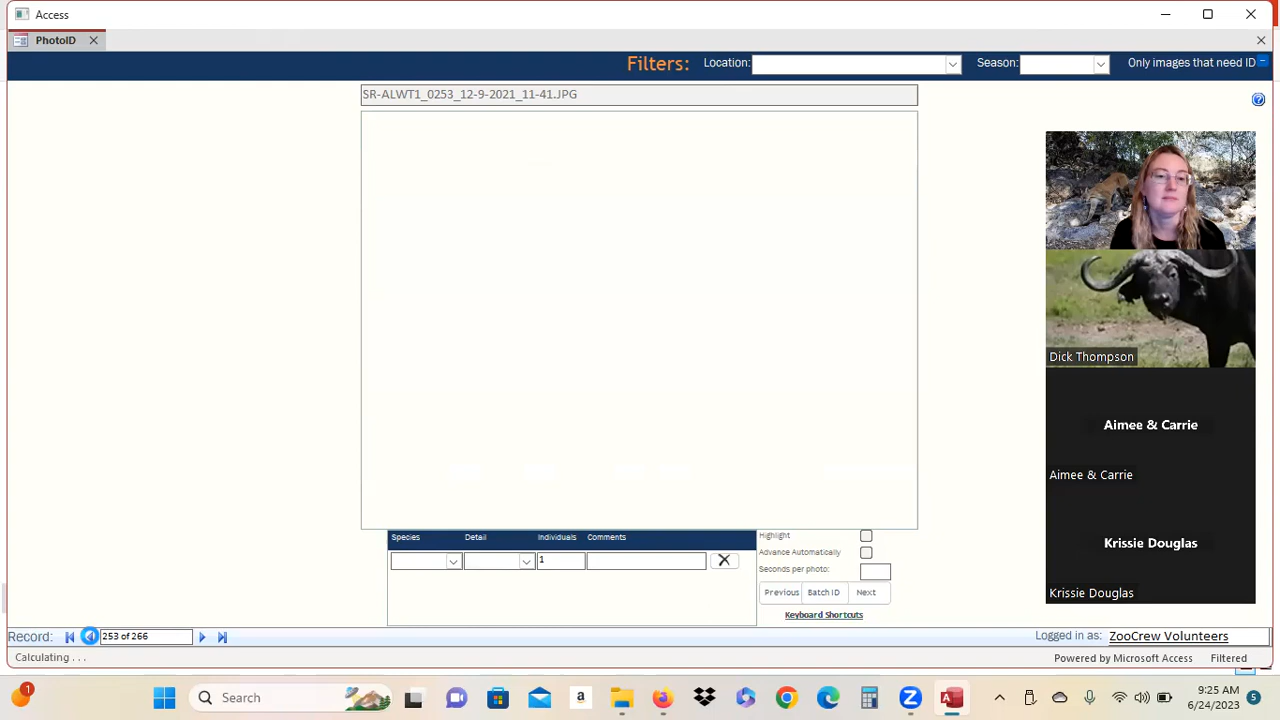 Access
PhotoID
Filters: Location: Season: Only images that need ID
SR-ALWT1_0253_12-9-2021_11-41.JPG
Dick Thompson
Aimee & Carrie
Aimee & Carrie
Krissie Douglas
Krissie Douglas
Species Detail Individuals Comments
1
Highlight
Advance Automatically
Seconds per photo:
Previous Batch ID Next
Keyboard Shortcuts
Record: 253 of 266
Logged in as: ZooCrew Volunteers
Calculating . . .
Powered by Microsoft Access Filtered
1
Search
a
9:25 AM
6/24/2023
5